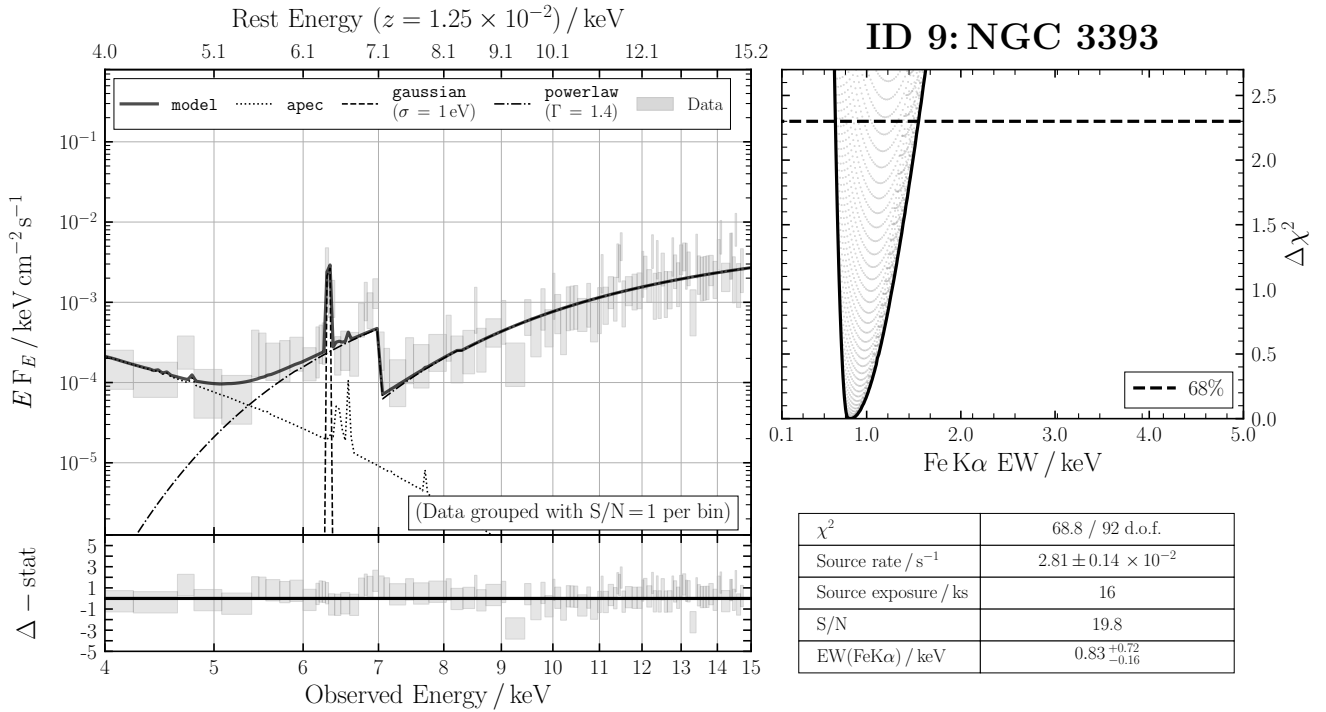 Rest Energy (z = 1.25 × 10⁻²) / keV
4.0 5.1 6.1 7.1 8.1 9.1 10.1 12.1 15.2
model apec gaussian (σ = 1 eV) powerlaw (Γ = 1.4) Data
10⁻¹
10⁻²
10⁻³
10⁻⁴
10⁻⁵
E F_E / keV cm⁻² s⁻¹
(Data grouped with S/N = 1 per bin)
5
3
1
-1
-3
-5
Δ − stat
4 5 6 7 8 9 10 11 12 13 14 15
Observed Energy / keV
ID 9: NGC 3393
2.5
2.0
1.5
1.0
0.5
0.0
Δχ²
68%
0.1 1.0 2.0 3.0 4.0 5.0
Fe Kα EW / keV
χ² 68.8 / 92 d.o.f.
Source rate / s⁻¹ 2.81 ± 0.14 × 10⁻²
Source exposure / ks 16
S/N 19.8
EW(FeKα) / keV 0.83 +0.72 −0.16